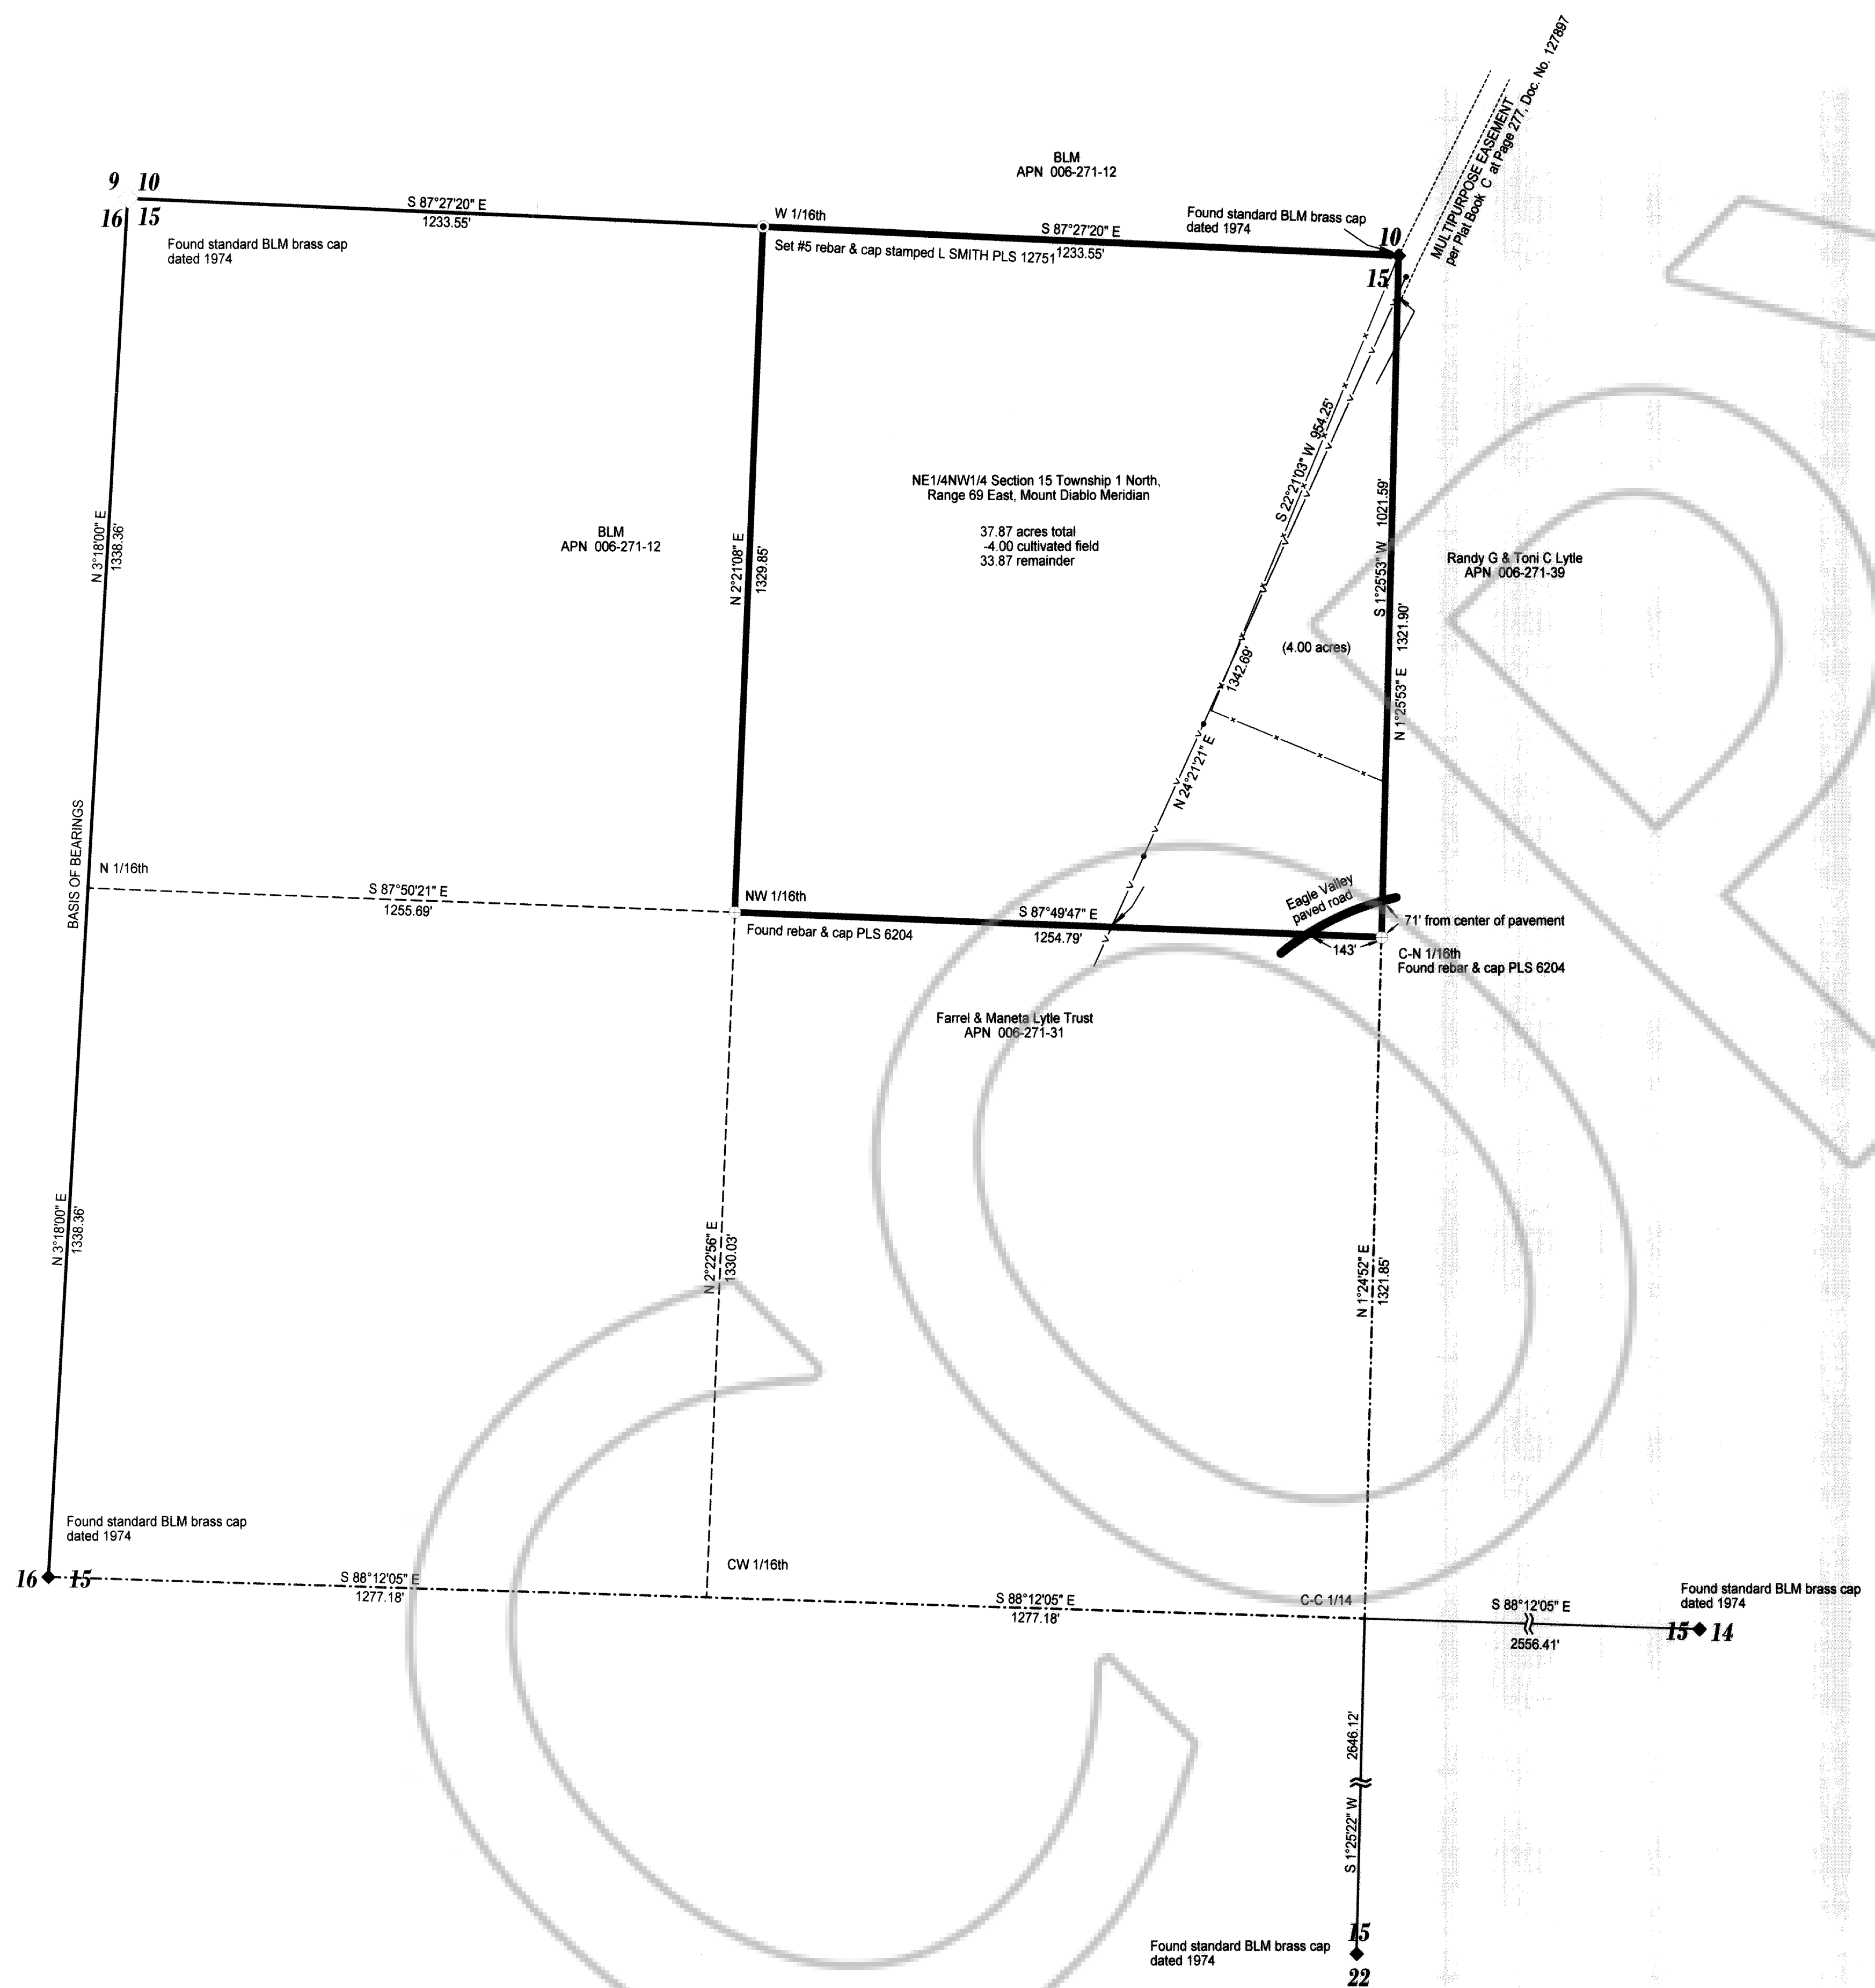 MULTIPURPOSE EASEMENT
per Plat Book C at Page 277, Doc. No. 127897
BLM
APN 006-271-12
9 10
16 15
S 87°27'20" E
1233.55'
Found standard BLM brass cap
dated 1974
W 1/16th
Set #5 rebar & cap stamped L SMITH PLS 12751
S 87°27'20" E
1233.55'
Found standard BLM brass cap
dated 1974
10
15
N 3°18'00" E
1338.36'
BLM
APN 006-271-12
N 2°21'08" E
1329.85'
NE1/4NW1/4 Section 15 Township 1 North,
Range 69 East, Mount Diablo Meridian
37.87 acres total
-4.00 cultivated field
33.87 remainder
S 22°21'03" W 954.25'
S 1°25'53" W 1021.59'
N 1°25'53" E 1321.90'
Randy G & Toni C Lytle
APN 006-271-39
(4.00 acres)
1342.69'
N 24°21'21" E
BASIS OF BEARINGS
N 1/16th
S 87°50'21" E
1255.69'
NW 1/16th
Found rebar & cap PLS 6204
S 87°49'47" E
1254.79'
Eagle Valley
paved road
71' from center of pavement
143'
C-N 1/16th
Found rebar & cap PLS 6204
Farrel & Maneta Lytle Trust
APN 006-271-31
N 3°18'00" E
1338.36'
N 2°22'56" E
1330.03'
N 1°24'52" E
1321.85'
Found standard BLM brass cap
dated 1974
16 15
S 88°12'05" E
1277.18'
CW 1/16th
S 88°12'05" E
1277.18'
C-C 1/14
S 88°12'05" E
2556.41'
Found standard BLM brass cap
dated 1974
15 14
2646.12'
S 1°25'22" W
Found standard BLM brass cap
dated 1974
15
22